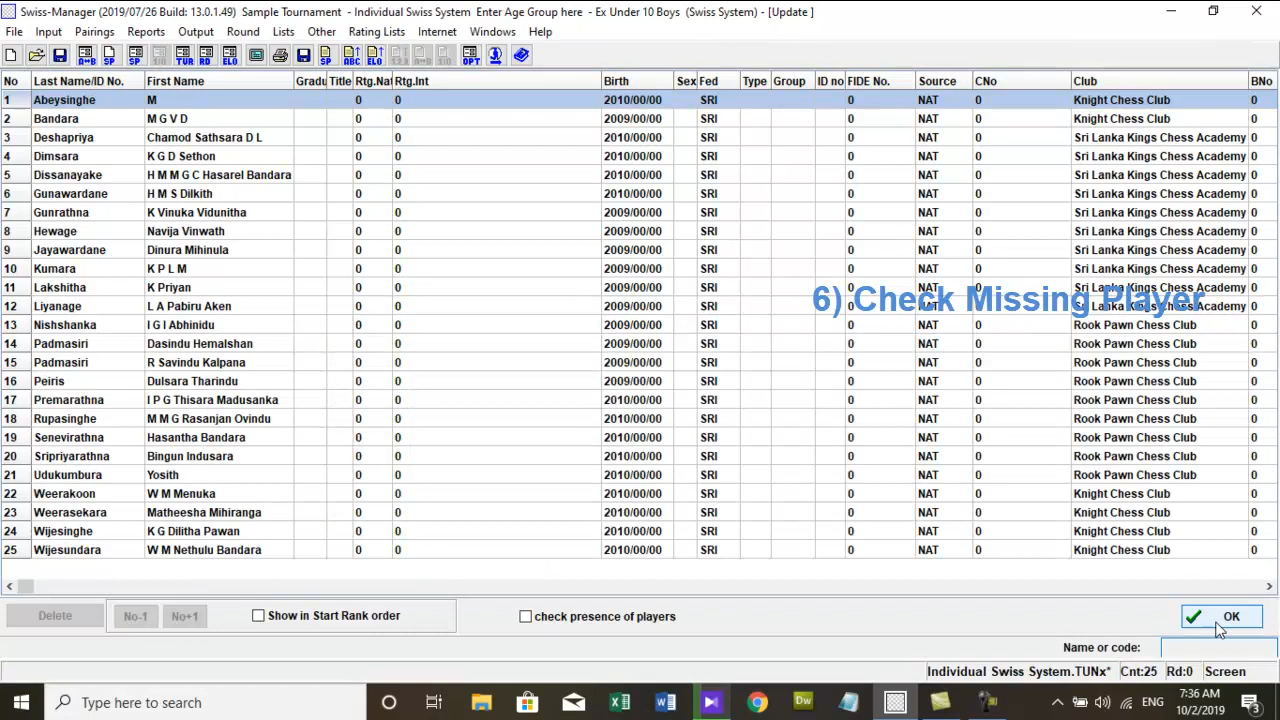 Swiss-Manager (2019/07/26 Build: 13.0.1.49) Sample Tournament - Individual Swiss System Enter Age Group here - Ex Under 10 Boys (Swiss System) - [Update ]
File Input Pairings Reports Output Round Lists Other Rating Lists Internet Windows Help
No Last Name/ID No. First Name Gradu Title Rtg.Nat Rtg.Int Birth Sex Fed Type Group ID no FIDE No. Source CNo Club BNo
1 Abeysinghe M 0 0 2010/00/00 SRI 0 NAT 0 Knight Chess Club 0
2 Bandara M G V D 0 0 2009/00/00 SRI 0 NAT 0 Knight Chess Club 0
3 Deshapriya Chamod Sathsara D L 0 0 2010/00/00 SRI 0 NAT 0 Sri Lanka Kings Chess Academy 0
4 Dimsara K G D Sethon 0 0 2010/00/00 SRI 0 NAT 0 Sri Lanka Kings Chess Academy 0
5 Dissanayake H M M G C Hasarel Bandara 0 0 2010/00/00 SRI 0 NAT 0 Sri Lanka Kings Chess Academy 0
6 Gunawardane H M S Dilkith 0 0 2010/00/00 SRI 0 NAT 0 Sri Lanka Kings Chess Academy 0
7 Gunrathna K Vinuka Vidunitha 0 0 2009/00/00 SRI 0 NAT 0 Sri Lanka Kings Chess Academy 0
8 Hewage Navija Vinwath 0 0 2009/00/00 SRI 0 NAT 0 Sri Lanka Kings Chess Academy 0
9 Jayawardane Dinura Mihinula 0 0 2009/00/00 SRI 0 NAT 0 Sri Lanka Kings Chess Academy 0
10 Kumara K P L M 0 0 2009/00/00 SRI 0 NAT 0 Sri Lanka Kings Chess Academy 0
11 Lakshitha K Priyan 0 0 2009/00/00 SRI 0 NAT 0 Sri Lanka Kings Chess Academy 0
6) Check Missing Player
12 Liyanage L A Pabiru Aken 0 0 2009/00/00 SRI 0 NAT 0 Sri Lanka Kings Chess Academy 0
13 Nishshanka I G I Abhinidu 0 0 2009/00/00 SRI 0 NAT 0 Rook Pawn Chess Club 0
14 Padmasiri Dasindu Hemalshan 0 0 2009/00/00 SRI 0 NAT 0 Rook Pawn Chess Club 0
15 Padmasiri R Savindu Kalpana 0 0 2009/00/00 SRI 0 NAT 0 Rook Pawn Chess Club 0
16 Peiris Dulsara Tharindu 0 0 2009/00/00 SRI 0 NAT 0 Rook Pawn Chess Club 0
17 Premarathna I P G Thisara Madusanka 0 0 2010/00/00 SRI 0 NAT 0 Rook Pawn Chess Club 0
18 Rupasinghe M M G Rasanjan Ovindu 0 0 2010/00/00 SRI 0 NAT 0 Rook Pawn Chess Club 0
19 Senevirathna Hasantha Bandara 0 0 2010/00/00 SRI 0 NAT 0 Rook Pawn Chess Club 0
20 Sripriyarathna Bingun Indusara 0 0 2010/00/00 SRI 0 NAT 0 Rook Pawn Chess Club 0
21 Udukumbura Yosith 0 0 2010/00/00 SRI 0 NAT 0 Rook Pawn Chess Club 0
22 Weerakoon W M Menuka 0 0 2010/00/00 SRI 0 NAT 0 Knight Chess Club 0
23 Weerasekara Matheesha Mihiranga 0 0 2010/00/00 SRI 0 NAT 0 Knight Chess Club 0
24 Wijesinghe K G Dilitha Pawan 0 0 2010/00/00 SRI 0 NAT 0 Knight Chess Club 0
25 Wijesundara W M Nethulu Bandara 0 0 2010/00/00 SRI 0 NAT 0 Knight Chess Club 0
Delete No-1 No+1 Show in Start Rank order check presence of players OK
Name or code:
Individual Swiss System.TUNx* Cnt:25 Rd:0 Screen
Type here to search ENG 7:36 AM
10/2/2019 3